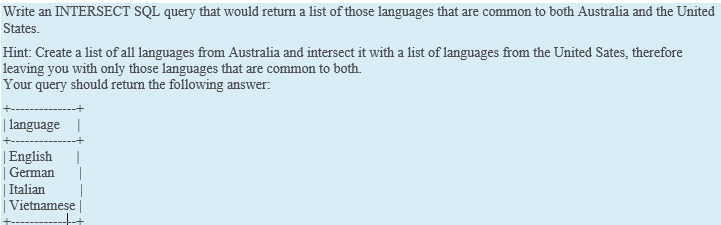 Write an INTERSECT SQL query that would return a list of those languages that are common to both Australia and the United
States.
Hint: Create a list of all languages from Australia and intersect it with a list of languages from the United Sates, therefore
leaving you with only those languages that are common to both.
Your query should return the following answer:
+--------------+
| language |
+--------------+
| English |
| German |
| Italian |
| Vietnamese |
+--------------+